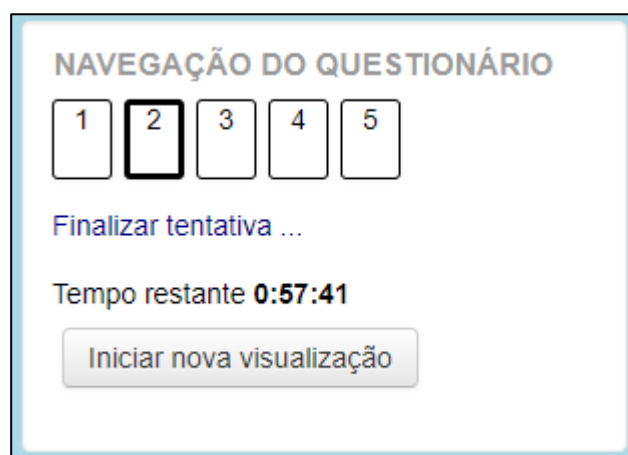 NAVEGAÇÃO DO QUESTIONÁRIO
1 2 3 4 5
Finalizar tentativa ...
Tempo restante 0:57:41
Iniciar nova visualização